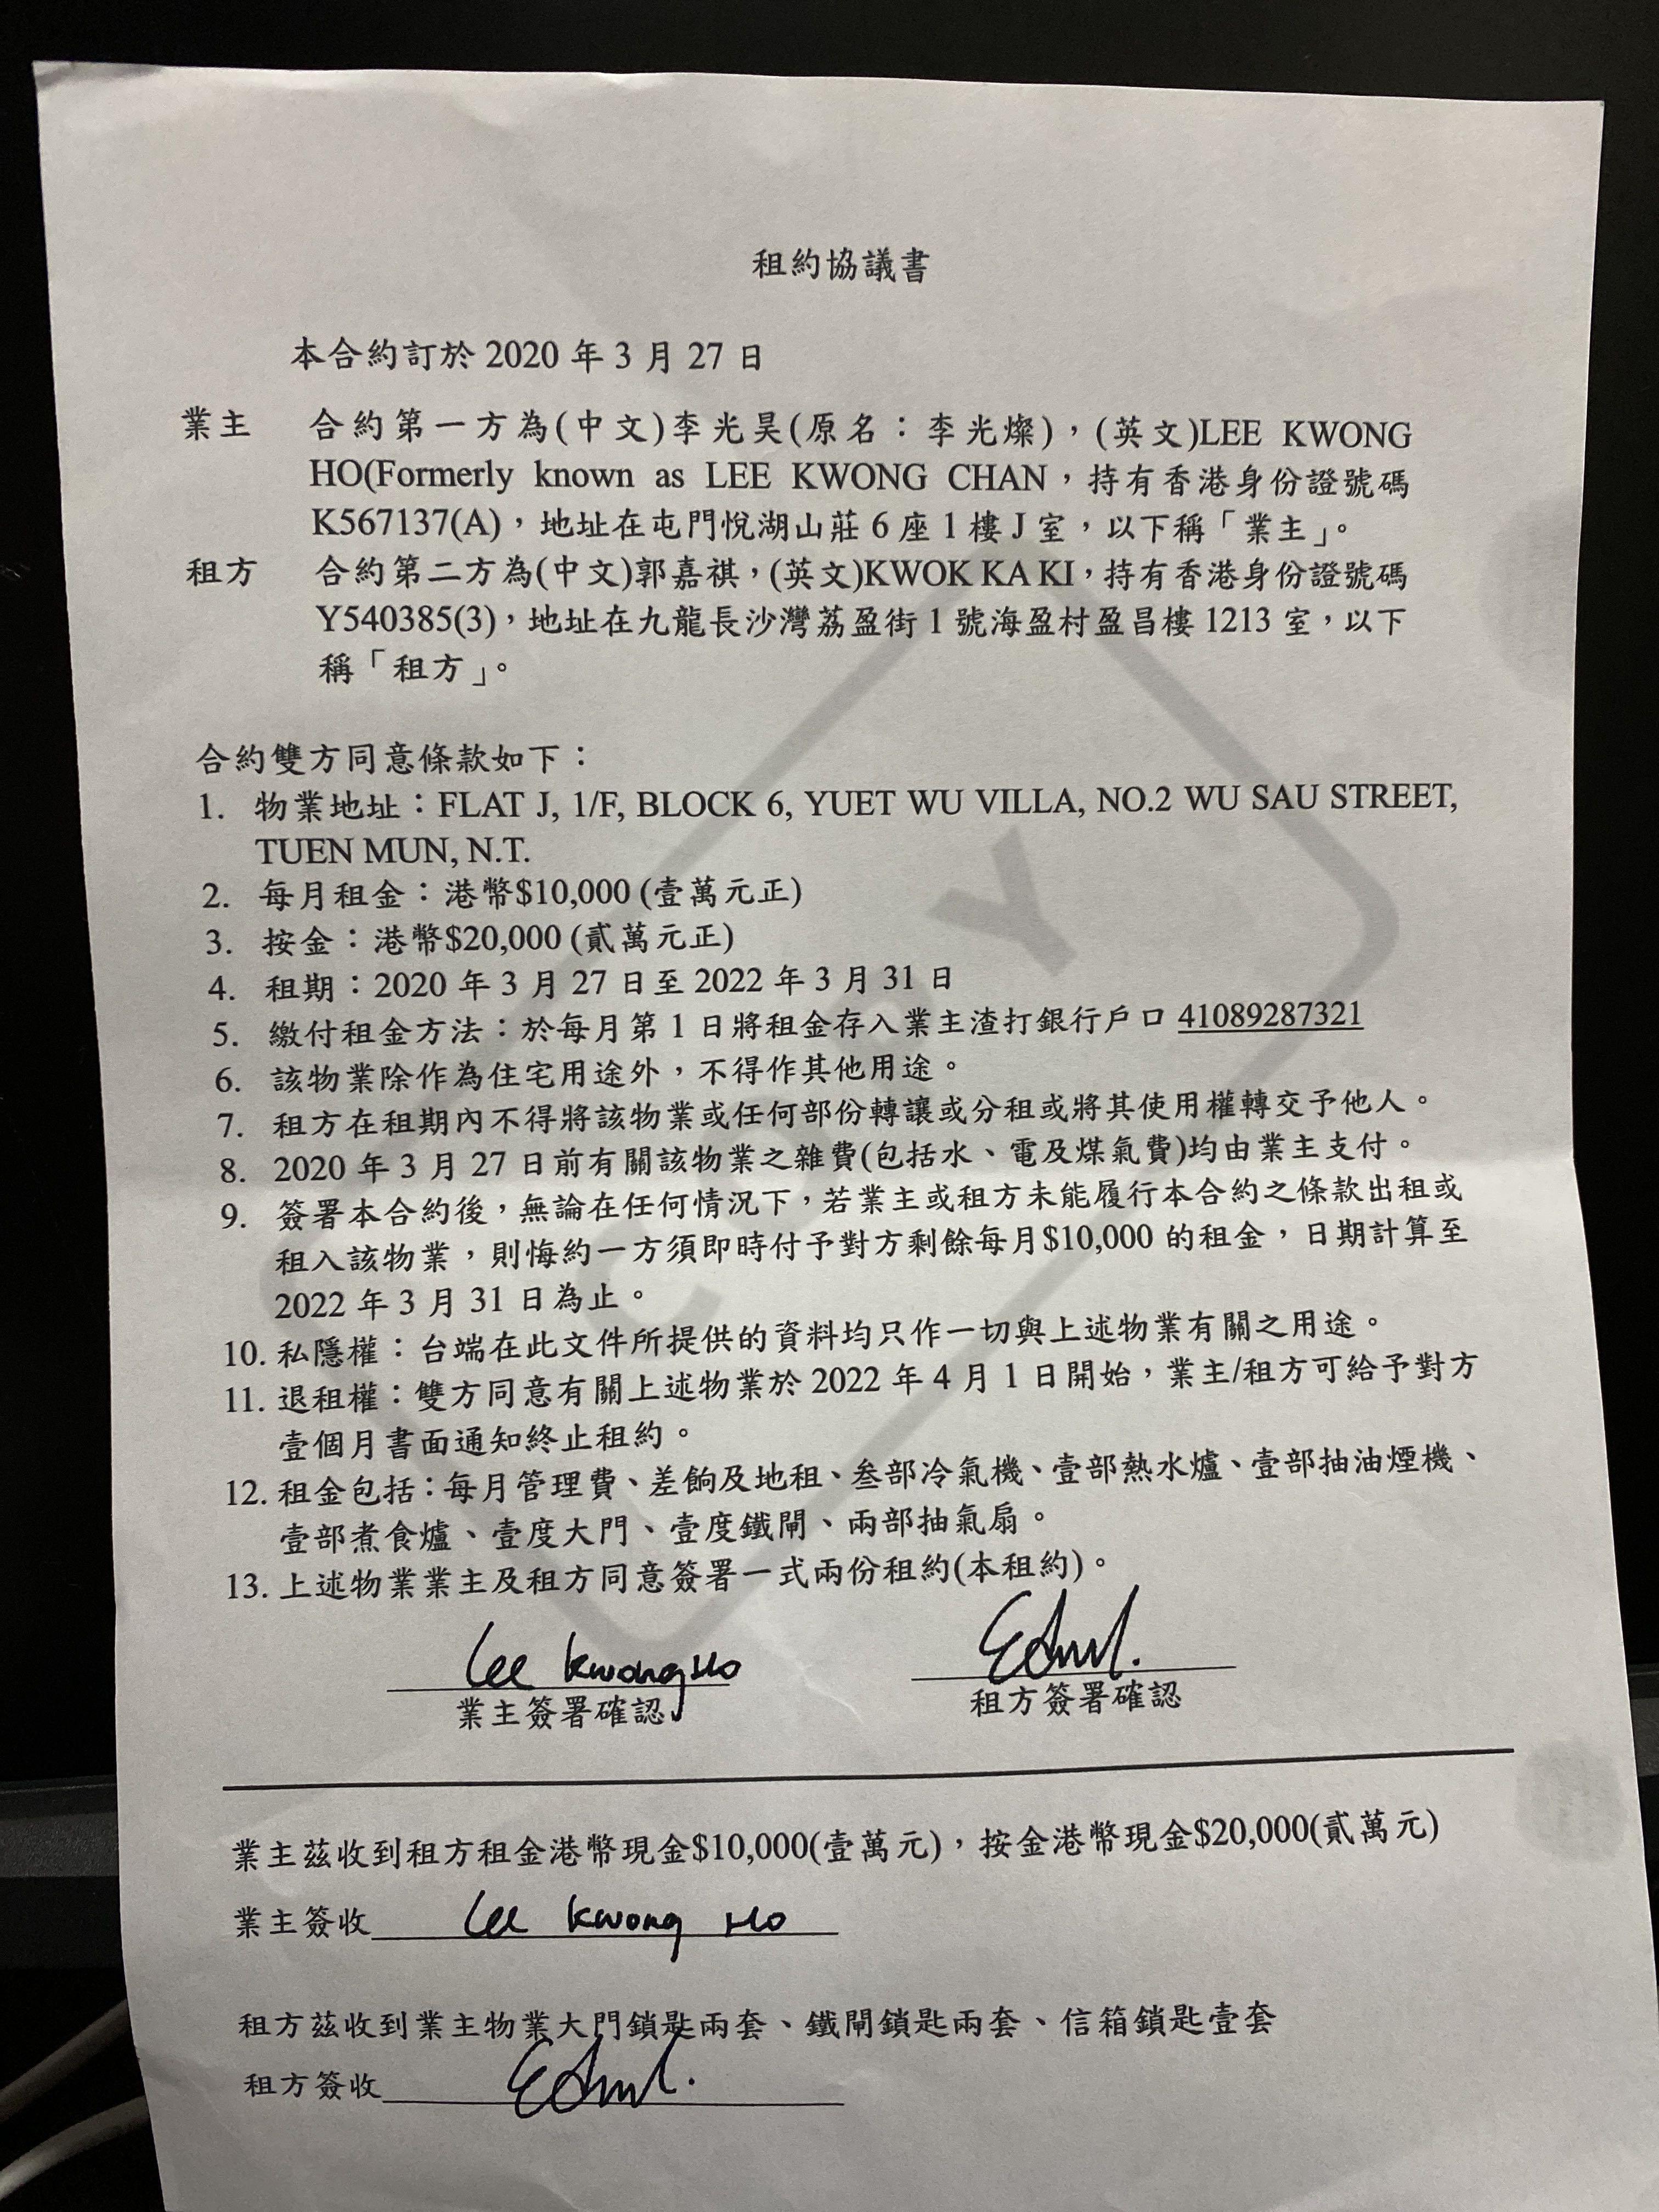 租約協議書
本合約訂於 2020 年 3 月 27 日
業主 合約第一方為(中文)李光昊(原名：李光燦)，(英文)LEE KWONG
HO(Formerly known as LEE KWONG CHAN，持有香港身份證號碼
K567137(A)，地址在屯門悅湖山莊 6 座 1 樓 J 室，以下稱「業主」。
租方 合約第二方為(中文)郭嘉祺，(英文)KWOK KA KI，持有香港身份證號碼
Y540385(3)，地址在九龍長沙灣荔盈街 1 號海盈村盈昌樓 1213 室，以下
稱「租方」。
合約雙方同意條款如下：
1. 物業地址：FLAT J, 1/F, BLOCK 6, YUET WU VILLA, NO.2 WU SAU STREET,
TUEN MUN, N.T.
2. 每月租金：港幣$10,000 (壹萬元正)
3. 按金：港幣$20,000 (貳萬元正)
4. 租期：2020 年 3 月 27 日至 2022 年 3 月 31 日
5. 繳付租金方法：於每月第 1 日將租金存入業主渣打銀行戶口 41089287321
6. 該物業除作為住宅用途外，不得作其他用途。
7. 租方在租期內不得將該物業或任何部份轉讓或分租或將其使用權轉交予他人。
8. 2020 年 3 月 27 日前有關該物業之雜費(包括水、電及煤氣費)均由業主支付。
9. 簽署本合約後，無論在任何情況下，若業主或租方未能履行本合約之條款出租或
租入該物業，則悔約一方須即時付予對方剩餘每月$10,000 的租金，日期計算至
2022 年 3 月 31 日為止。
10. 私隱權：台端在此文件所提供的資料均只作一切與上述物業有關之用途。
11. 退租權：雙方同意有關上述物業於 2022 年 4 月 1 日開始，業主/租方可給予對方
壹個月書面通知終止租約。
12. 租金包括：每月管理費、差餉及地租、叁部冷氣機、壹部熱水爐、壹部抽油煙機、
壹部煮食爐、壹度大門、壹度鐵閘、兩部抽氣扇。
13. 上述物業業主及租方同意簽署一式兩份租約(本租約)。
Lee Kwong Ho
業主簽署確認
租方簽署確認
業主茲收到租方租金港幣現金$10,000(壹萬元)，按金港幣現金$20,000(貳萬元)
業主簽收 Lee Kwong Ho
租方茲收到業主物業大門鎖匙兩套、鐵閘鎖匙兩套、信箱鎖匙壹套
租方簽收
COPY